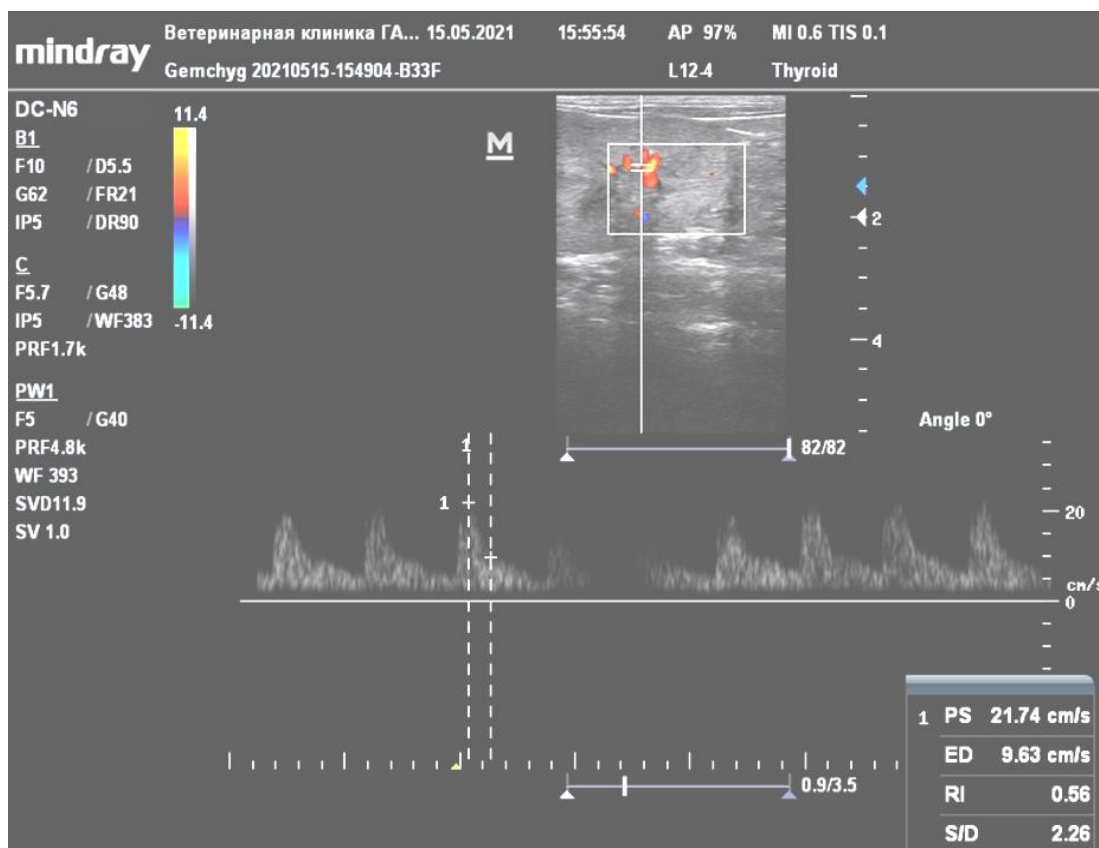 mindray
Ветеринарная клиника ГА... 15.05.2021 15:55:54 AP 97% MI 0.6 TIS 0.1
Gemchyg 20210515-154904-B33F L12-4 Thyroid
DC-N6
B1
F10 / D5.5
G62 / FR21
IP5 / DR90
C
F5.7 / G48
IP5 / WF383
PRF1.7k
PW1
F5 / G40
PRF4.8k
WF 393
SVD11.9
SV 1.0
11.4
-11.4
M
2
4
Angle 0°
82/82
1
1
20
cm/s
0
0.9/3.5
1 PS 21.74 cm/s
ED 9.63 cm/s
RI 0.56
S/D 2.26